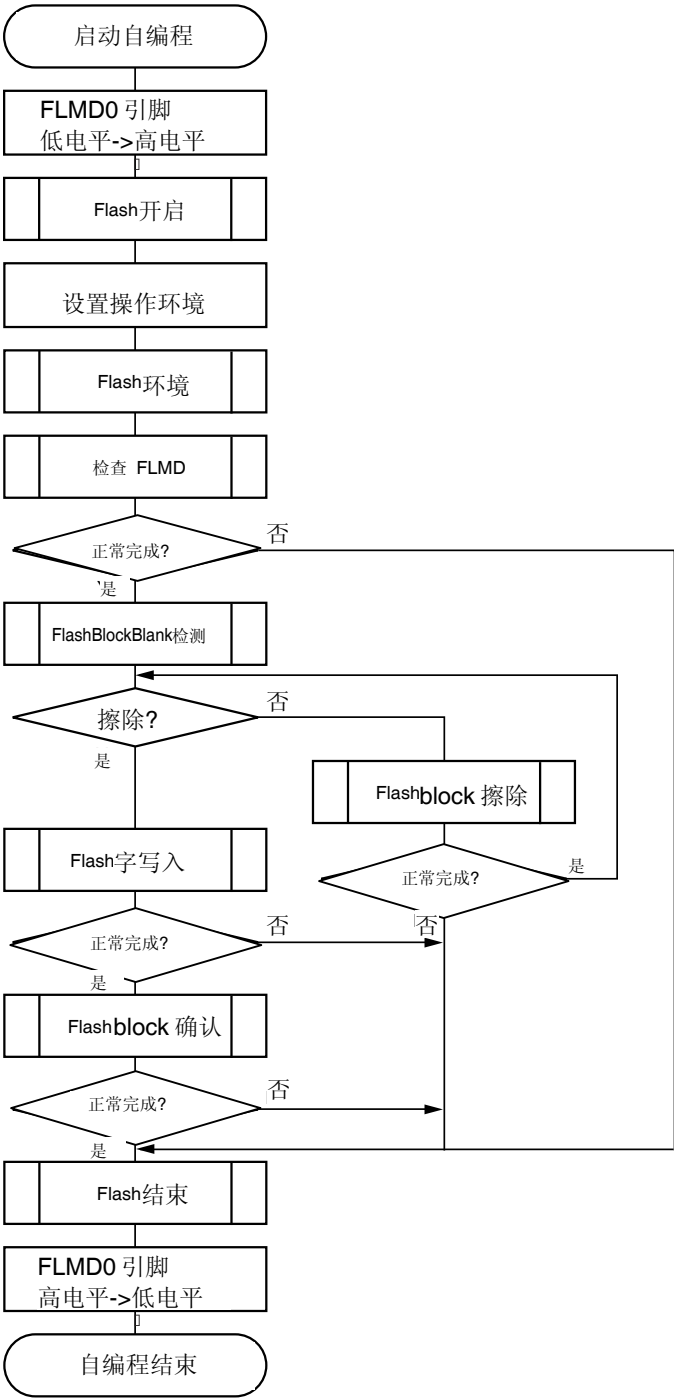 启动自编程
FLMD0 引脚
低电平->高电平
Flash开启
设置操作环境
Flash环境
检查 FLMD
正常完成?
否
是
FlashBlockBlank检测
擦除?
否
是
Flashblock 擦除
正常完成?
是
否
Flash字写入
正常完成?
否
是
Flashblock 确认
正常完成?
否
是
Flash结束
FLMD0 引脚
高电平->低电平
自编程结束